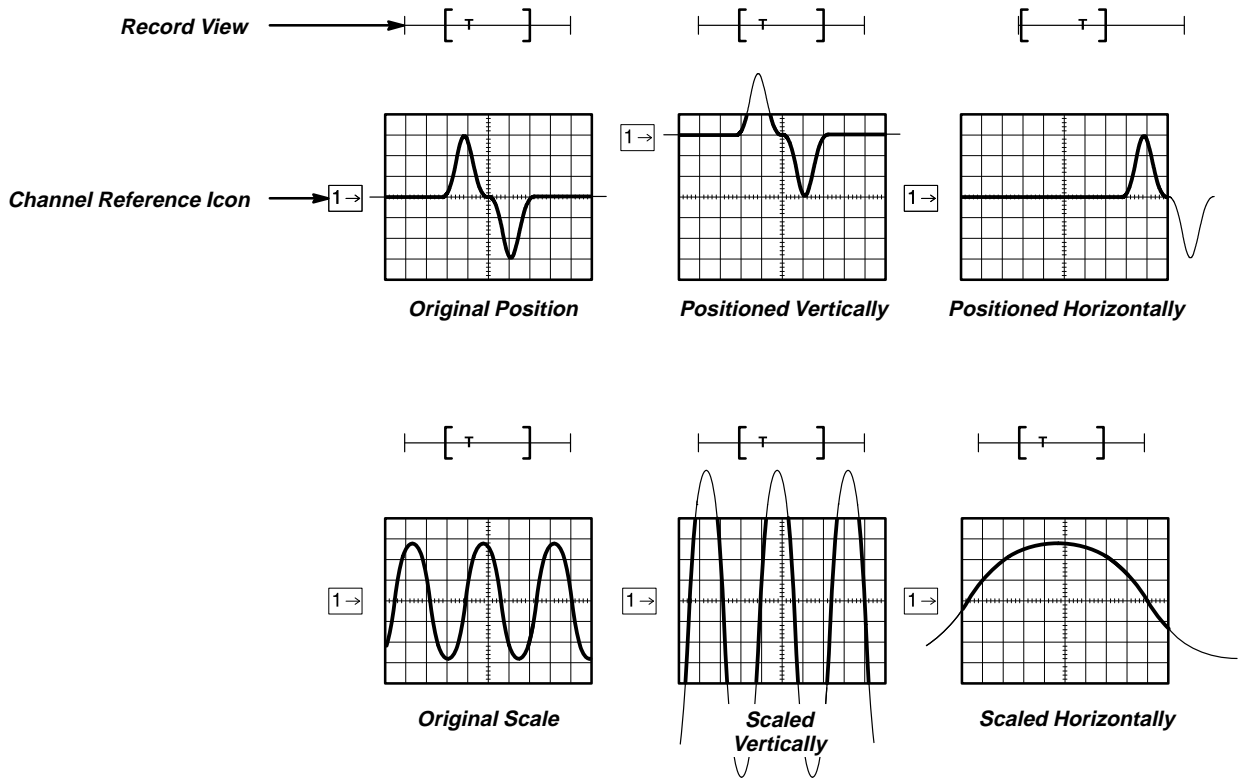 Record View
T
T
T
1→
Channel Reference Icon
1→
1→
Original Position
Positioned Vertically
Positioned Horizontally
T
T
T
1→
1→
1→
Original Scale
Scaled
Vertically
Scaled Horizontally